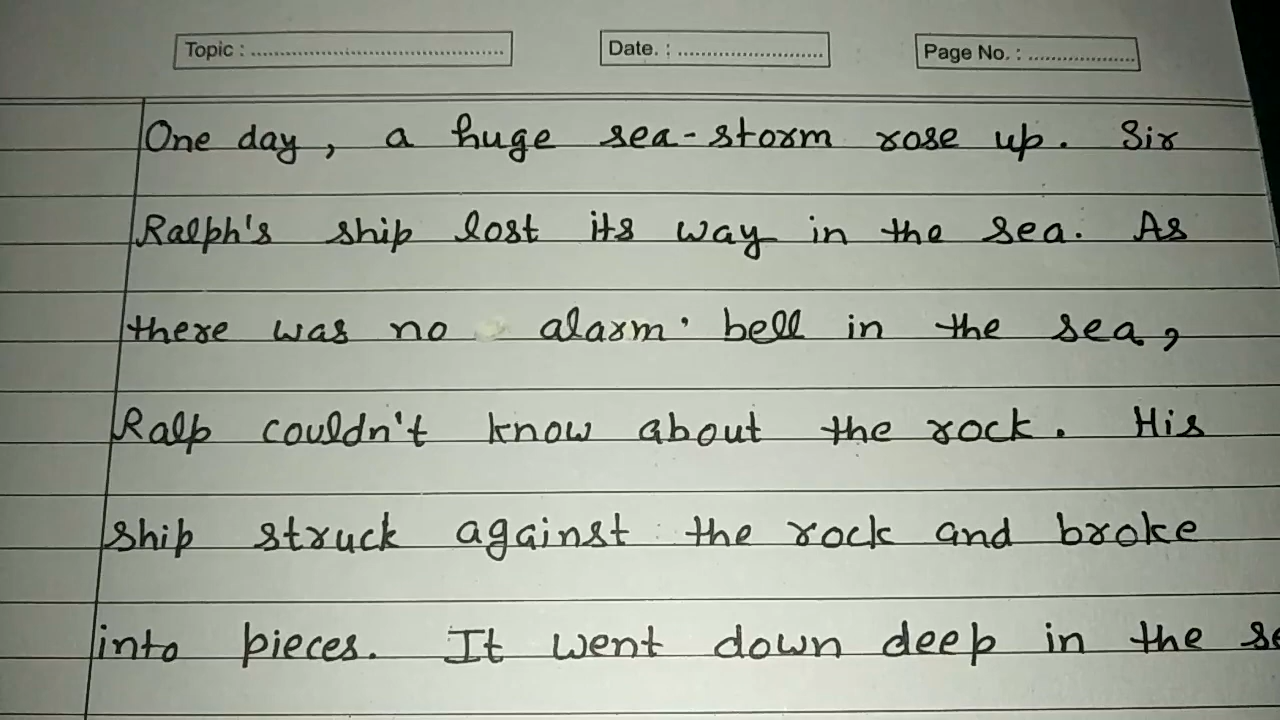 Topic : ........................................ Date. : ........................ Page No. : ...................
One day, a huge sea-storm rose up. Sir
Ralph's ship lost its way in the sea. As
there was no alarm bell in the sea,
Ralp couldn't know about the rock. His
ship struck against the rock and broke
into pieces. It went down deep in the se